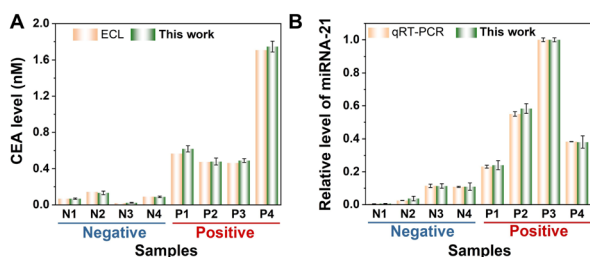 A
ECL
This work
CEA level (nM)
2.0
1.6
1.2
0.8
0.4
0.0
N1 N2 N3 N4 P1 P2 P3 P4
Negative Positive
Samples
B
qRT-PCR
This work
Relative level of miRNA-21
1.0
0.8
0.6
0.4
0.2
0.0
N1 N2 N3 N4 P1 P2 P3 P4
Negative Positive
Samples